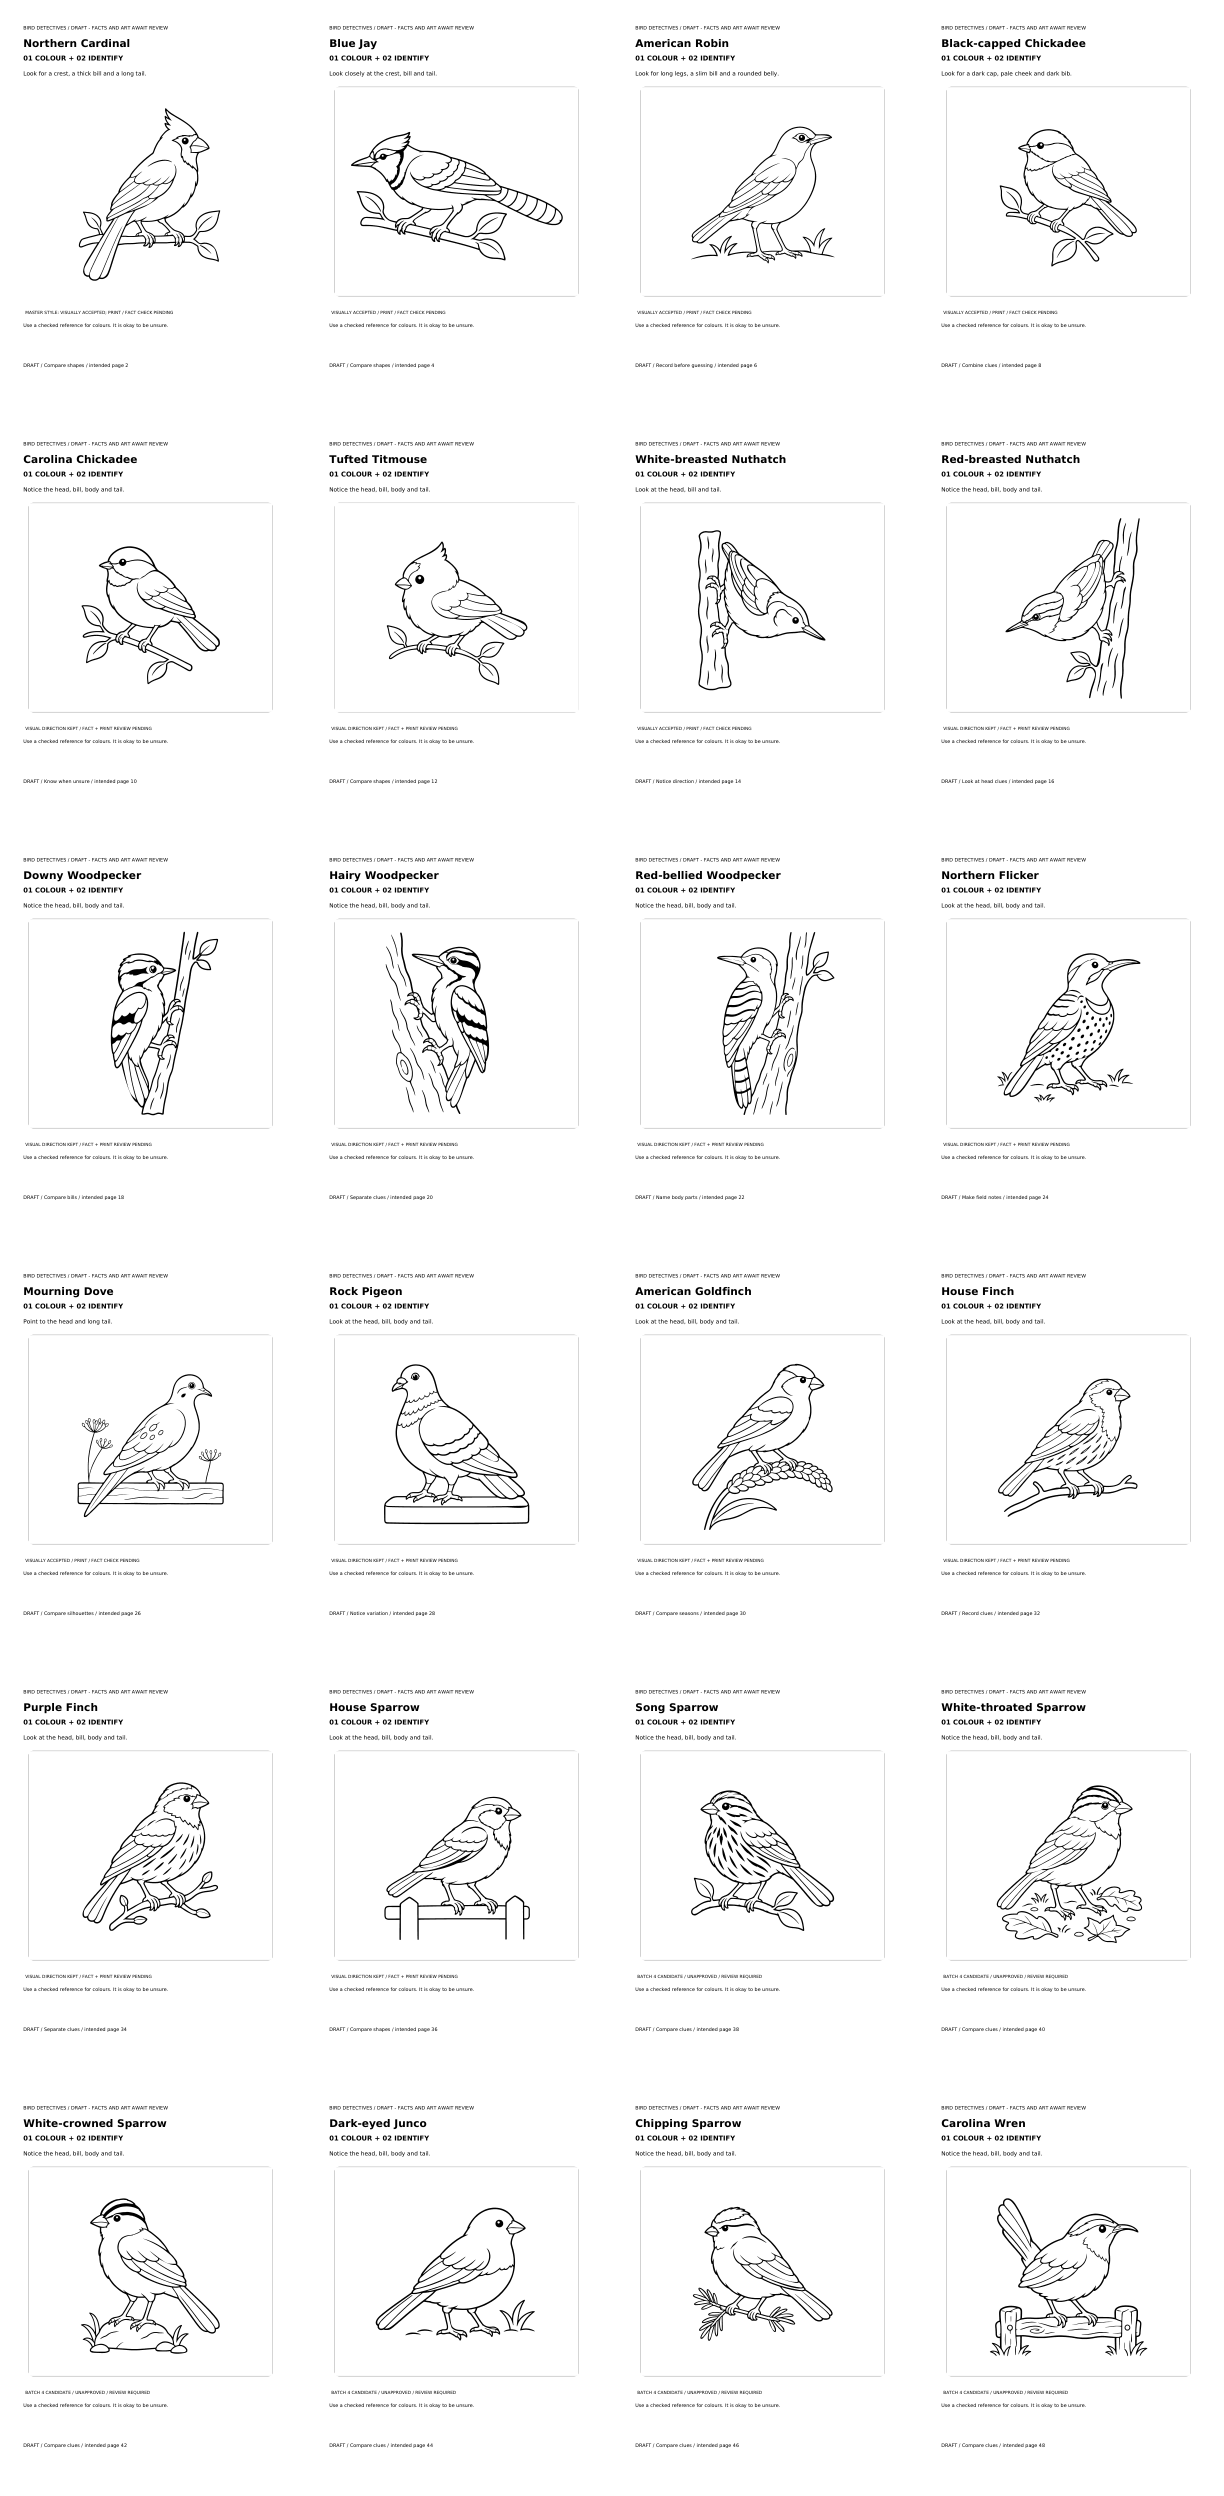 BIRD DETECTIVES / DRAFT - FACTS AND ART AWAIT REVIEW
Northern Cardinal
01 COLOUR + 02 IDENTIFY
Look for a crest, a thick bill and a long tail.
MASTER STYLE: VISUALLY ACCEPTED; PRINT / FACT CHECK PENDING
Use a checked reference for colours. It is okay to be unsure.
DRAFT / Compare shapes / intended page 2
BIRD DETECTIVES / DRAFT - FACTS AND ART AWAIT REVIEW
Blue Jay
01 COLOUR + 02 IDENTIFY
Look closely at the crest, bill and tail.
VISUALLY ACCEPTED / PRINT / FACT CHECK PENDING
Use a checked reference for colours. It is okay to be unsure.
DRAFT / Compare shapes / intended page 4
BIRD DETECTIVES / DRAFT - FACTS AND ART AWAIT REVIEW
American Robin
01 COLOUR + 02 IDENTIFY
Look for long legs, a slim bill and a rounded belly.
VISUALLY ACCEPTED / PRINT / FACT CHECK PENDING
Use a checked reference for colours. It is okay to be unsure.
DRAFT / Record before guessing / intended page 6
BIRD DETECTIVES / DRAFT - FACTS AND ART AWAIT REVIEW
Black-capped Chickadee
01 COLOUR + 02 IDENTIFY
Look for a dark cap, pale cheek and dark bib.
VISUALLY ACCEPTED / PRINT / FACT CHECK PENDING
Use a checked reference for colours. It is okay to be unsure.
DRAFT / Combine clues / intended page 8
BIRD DETECTIVES / DRAFT - FACTS AND ART AWAIT REVIEW
Carolina Chickadee
01 COLOUR + 02 IDENTIFY
Notice the head, bill, body and tail.
VISUAL DIRECTION KEPT / FACT + PRINT REVIEW PENDING
Use a checked reference for colours. It is okay to be unsure.
DRAFT / Know when unsure / intended page 10
BIRD DETECTIVES / DRAFT - FACTS AND ART AWAIT REVIEW
Tufted Titmouse
01 COLOUR + 02 IDENTIFY
Notice the head, bill, body and tail.
VISUAL DIRECTION KEPT / FACT + PRINT REVIEW PENDING
Use a checked reference for colours. It is okay to be unsure.
DRAFT / Compare shapes / intended page 12
BIRD DETECTIVES / DRAFT - FACTS AND ART AWAIT REVIEW
White-breasted Nuthatch
01 COLOUR + 02 IDENTIFY
Look at the head, bill and tail.
VISUALLY ACCEPTED / PRINT / FACT CHECK PENDING
Use a checked reference for colours. It is okay to be unsure.
DRAFT / Notice direction / intended page 14
BIRD DETECTIVES / DRAFT - FACTS AND ART AWAIT REVIEW
Red-breasted Nuthatch
01 COLOUR + 02 IDENTIFY
Notice the head, bill, body and tail.
VISUAL DIRECTION KEPT / FACT + PRINT REVIEW PENDING
Use a checked reference for colours. It is okay to be unsure.
DRAFT / Look at head clues / intended page 16
BIRD DETECTIVES / DRAFT - FACTS AND ART AWAIT REVIEW
Downy Woodpecker
01 COLOUR + 02 IDENTIFY
Notice the head, bill, body and tail.
VISUAL DIRECTION KEPT / FACT + PRINT REVIEW PENDING
Use a checked reference for colours. It is okay to be unsure.
DRAFT / Compare bills / intended page 18
BIRD DETECTIVES / DRAFT - FACTS AND ART AWAIT REVIEW
Hairy Woodpecker
01 COLOUR + 02 IDENTIFY
Notice the head, bill, body and tail.
VISUAL DIRECTION KEPT / FACT + PRINT REVIEW PENDING
Use a checked reference for colours. It is okay to be unsure.
DRAFT / Separate clues / intended page 20
BIRD DETECTIVES / DRAFT - FACTS AND ART AWAIT REVIEW
Red-bellied Woodpecker
01 COLOUR + 02 IDENTIFY
Notice the head, bill, body and tail.
VISUAL DIRECTION KEPT / FACT + PRINT REVIEW PENDING
Use a checked reference for colours. It is okay to be unsure.
DRAFT / Name body parts / intended page 22
BIRD DETECTIVES / DRAFT - FACTS AND ART AWAIT REVIEW
Northern Flicker
01 COLOUR + 02 IDENTIFY
Look at the head, bill, body and tail.
VISUAL DIRECTION KEPT / FACT + PRINT REVIEW PENDING
Use a checked reference for colours. It is okay to be unsure.
DRAFT / Make field notes / intended page 24
BIRD DETECTIVES / DRAFT - FACTS AND ART AWAIT REVIEW
Mourning Dove
01 COLOUR + 02 IDENTIFY
Point to the head and long tail.
VISUALLY ACCEPTED / PRINT / FACT CHECK PENDING
Use a checked reference for colours. It is okay to be unsure.
DRAFT / Compare silhouettes / intended page 26
BIRD DETECTIVES / DRAFT - FACTS AND ART AWAIT REVIEW
Rock Pigeon
01 COLOUR + 02 IDENTIFY
Look at the head, bill, body and tail.
VISUAL DIRECTION KEPT / FACT + PRINT REVIEW PENDING
Use a checked reference for colours. It is okay to be unsure.
DRAFT / Notice variation / intended page 28
BIRD DETECTIVES / DRAFT - FACTS AND ART AWAIT REVIEW
American Goldfinch
01 COLOUR + 02 IDENTIFY
Look at the head, bill, body and tail.
VISUAL DIRECTION KEPT / FACT + PRINT REVIEW PENDING
Use a checked reference for colours. It is okay to be unsure.
DRAFT / Compare seasons / intended page 30
BIRD DETECTIVES / DRAFT - FACTS AND ART AWAIT REVIEW
House Finch
01 COLOUR + 02 IDENTIFY
Look at the head, bill, body and tail.
VISUAL DIRECTION KEPT / FACT + PRINT REVIEW PENDING
Use a checked reference for colours. It is okay to be unsure.
DRAFT / Record clues / intended page 32
BIRD DETECTIVES / DRAFT - FACTS AND ART AWAIT REVIEW
Purple Finch
01 COLOUR + 02 IDENTIFY
Look at the head, bill, body and tail.
VISUAL DIRECTION KEPT / FACT + PRINT REVIEW PENDING
Use a checked reference for colours. It is okay to be unsure.
DRAFT / Separate clues / intended page 34
BIRD DETECTIVES / DRAFT - FACTS AND ART AWAIT REVIEW
House Sparrow
01 COLOUR + 02 IDENTIFY
Look at the head, bill, body and tail.
VISUAL DIRECTION KEPT / FACT + PRINT REVIEW PENDING
Use a checked reference for colours. It is okay to be unsure.
DRAFT / Compare shapes / intended page 36
BIRD DETECTIVES / DRAFT - FACTS AND ART AWAIT REVIEW
Song Sparrow
01 COLOUR + 02 IDENTIFY
Notice the head, bill, body and tail.
BATCH 4 CANDIDATE / UNAPPROVED / REVIEW REQUIRED
Use a checked reference for colours. It is okay to be unsure.
DRAFT / Compare clues / intended page 38
BIRD DETECTIVES / DRAFT - FACTS AND ART AWAIT REVIEW
White-throated Sparrow
01 COLOUR + 02 IDENTIFY
Notice the head, bill, body and tail.
BATCH 4 CANDIDATE / UNAPPROVED / REVIEW REQUIRED
Use a checked reference for colours. It is okay to be unsure.
DRAFT / Compare clues / intended page 40
BIRD DETECTIVES / DRAFT - FACTS AND ART AWAIT REVIEW
White-crowned Sparrow
01 COLOUR + 02 IDENTIFY
Notice the head, bill, body and tail.
BATCH 4 CANDIDATE / UNAPPROVED / REVIEW REQUIRED
Use a checked reference for colours. It is okay to be unsure.
DRAFT / Compare clues / intended page 42
BIRD DETECTIVES / DRAFT - FACTS AND ART AWAIT REVIEW
Dark-eyed Junco
01 COLOUR + 02 IDENTIFY
Notice the head, bill, body and tail.
BATCH 4 CANDIDATE / UNAPPROVED / REVIEW REQUIRED
Use a checked reference for colours. It is okay to be unsure.
DRAFT / Compare clues / intended page 44
BIRD DETECTIVES / DRAFT - FACTS AND ART AWAIT REVIEW
Chipping Sparrow
01 COLOUR + 02 IDENTIFY
Notice the head, bill, body and tail.
BATCH 4 CANDIDATE / UNAPPROVED / REVIEW REQUIRED
Use a checked reference for colours. It is okay to be unsure.
DRAFT / Compare clues / intended page 46
BIRD DETECTIVES / DRAFT - FACTS AND ART AWAIT REVIEW
Carolina Wren
01 COLOUR + 02 IDENTIFY
Notice the head, bill, body and tail.
BATCH 4 CANDIDATE / UNAPPROVED / REVIEW REQUIRED
Use a checked reference for colours. It is okay to be unsure.
DRAFT / Compare clues / intended page 48